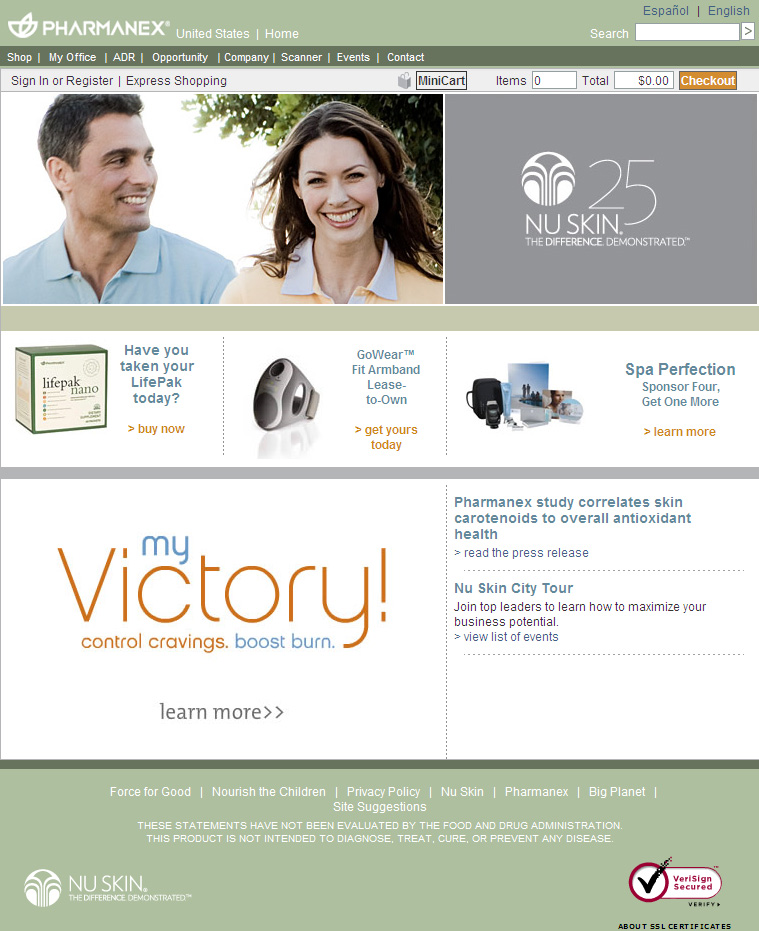 Español | English
PHARMANEX® United States | Home
Search >
Shop | My Office | ADR | Opportunity | Company | Scanner | Events | Contact
Sign In or Register | Express Shopping MiniCart Items 0 Total $0.00 Checkout
25
NU SKIN®
THE DIFFERENCE. DEMONSTRATED.™
PHARMANEX
lifepak
nano
Have you
taken your
LifePak
today?
> buy now
GoWear™
Fit Armband
Lease-
to-Own
> get yours
today
Spa Perfection
Sponsor Four,
Get One More
> learn more
my
Victory!
control cravings. boost burn.
learn more>>
Pharmanex study correlates skin
carotenoids to overall antioxidant
health
> read the press release
Nu Skin City Tour
Join top leaders to learn how to maximize your
business potential.
> view list of events
Force for Good | Nourish the Children | Privacy Policy | Nu Skin | Pharmanex | Big Planet |
Site Suggestions
THESE STATEMENTS HAVE NOT BEEN EVALUATED BY THE FOOD AND DRUG ADMINISTRATION.
THIS PRODUCT IS NOT INTENDED TO DIAGNOSE, TREAT, CURE, OR PREVENT ANY DISEASE.
NU SKIN®
THE DIFFERENCE. DEMONSTRATED.™
VeriSign™
Secured
VERIFY
ABOUT SSL CERTIFICATES